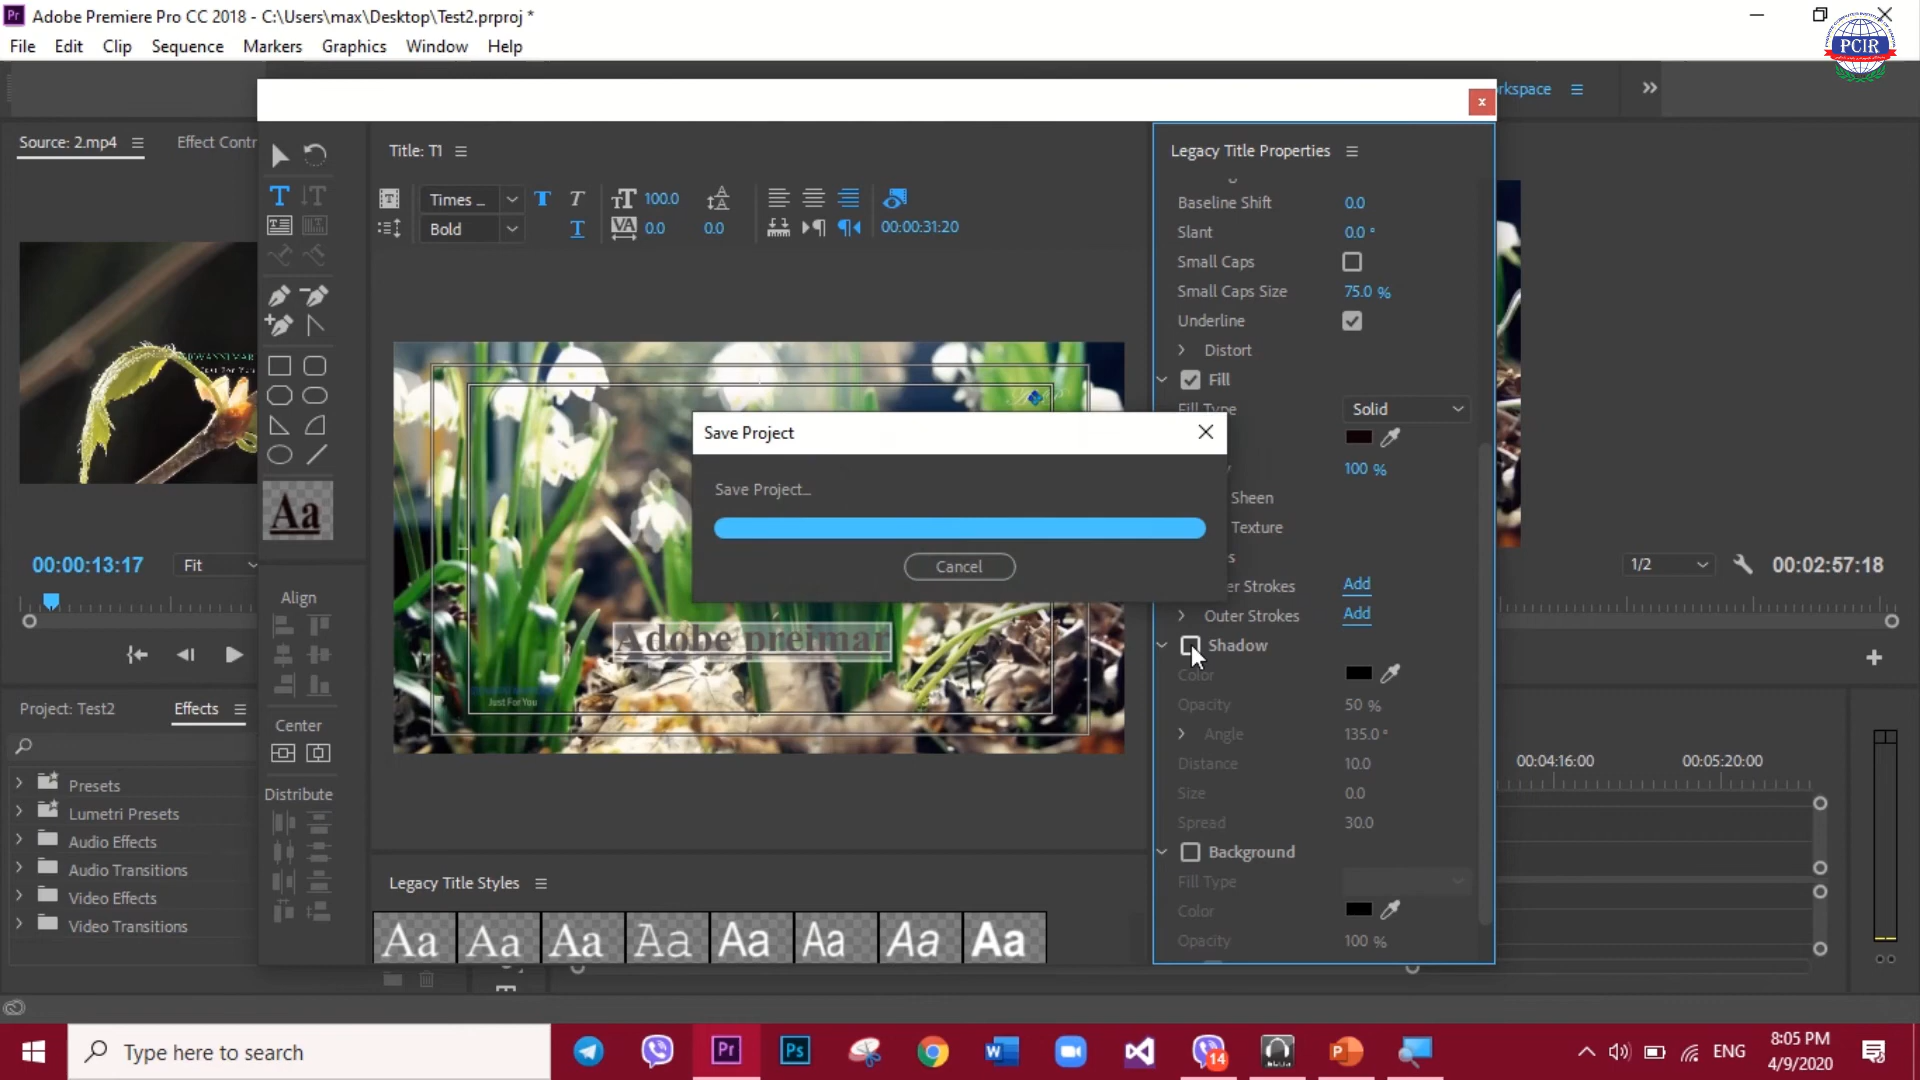 Adobe Premiere Pro CC 2018 - C:\Users\max\Desktop\Test2.prproj *
File Edit Clip Sequence Markers Graphics Window Help
PCIR
rkspace
Source: 2.mp4
Effect Contr
Title: T1
Legacy Title Properties
Times ... 100.0
Bold 0.0 0.0 00:00:31:20
Baseline Shift 0.0
Slant 0.0 °
Small Caps
Small Caps Size 75.0 %
Underline
Distort
Fill
Fill Type Solid
100 %
Sheen
Texture
er Strokes Add
Outer Strokes Add
Shadow
Color
Opacity 50 %
Angle 135.0 °
Distance 10.0
Size 0.0
Spread 30.0
Background
Fill Type
Color
Opacity 100 %
Save Project
Save Project...
Cancel
Aa
Adobe preimar
Just For You
Just For You
00:00:13:17 Fit
1/2 00:02:57:18
Align
Center
Distribute
Project: Test2 Effects
Presets
Lumetri Presets
Audio Effects
Audio Transitions
Video Effects
Video Transitions
00:04:16:00 00:05:20:00
Legacy Title Styles
Aa Aa Aa Aa Aa Aa Aa Aa
Type here to search
14
ENG
8:05 PM
4/9/2020